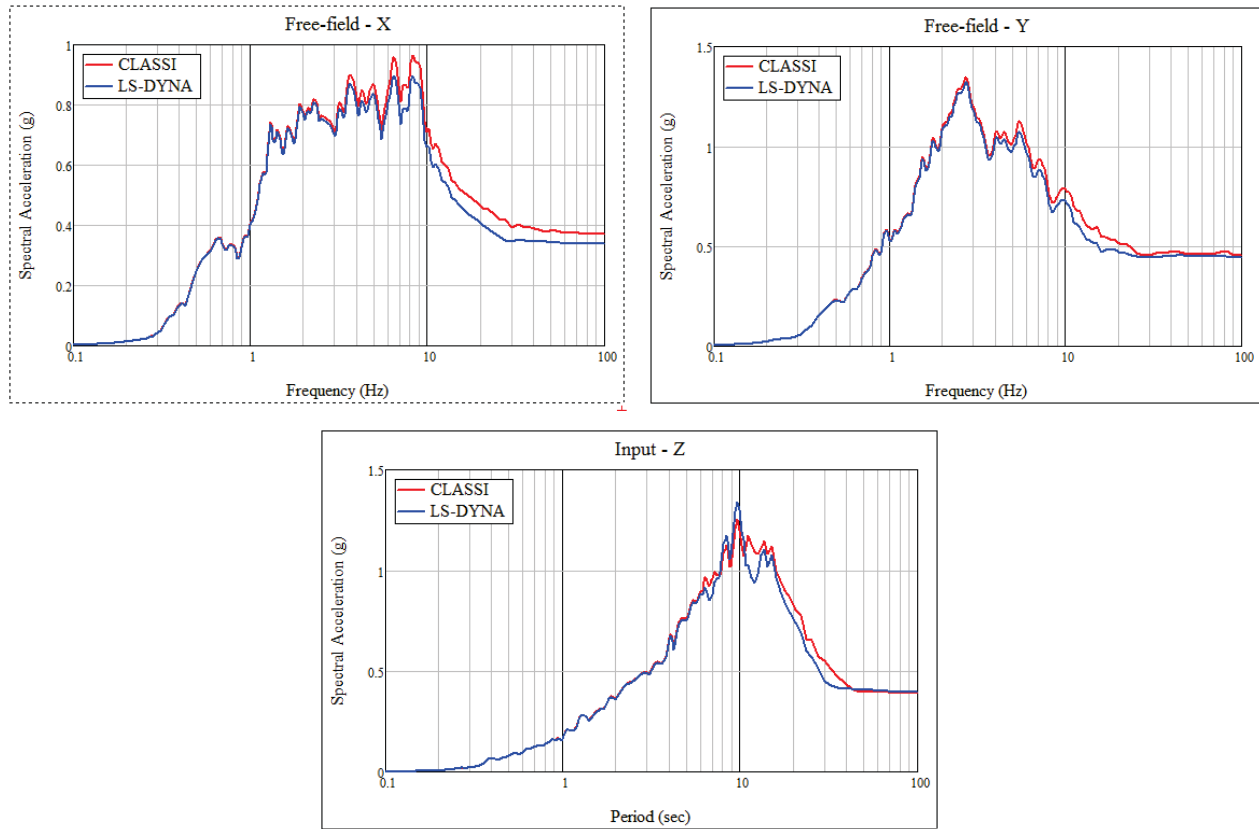 Free-field - X
1
CLASSI
LS-DYNA
0.8
0.6
0.4
0.2
0
0.1
1
10
100
Spectral Acceleration (g)
Frequency (Hz)
Free-field - Y
1.5
CLASSI
LS-DYNA
1
0.5
0
0.1
1
10
100
Spectral Acceleration (g)
Frequency (Hz)
Input - Z
1.5
CLASSI
LS-DYNA
1
0.5
0
0.1
1
10
100
Spectral Acceleration (g)
Period (sec)